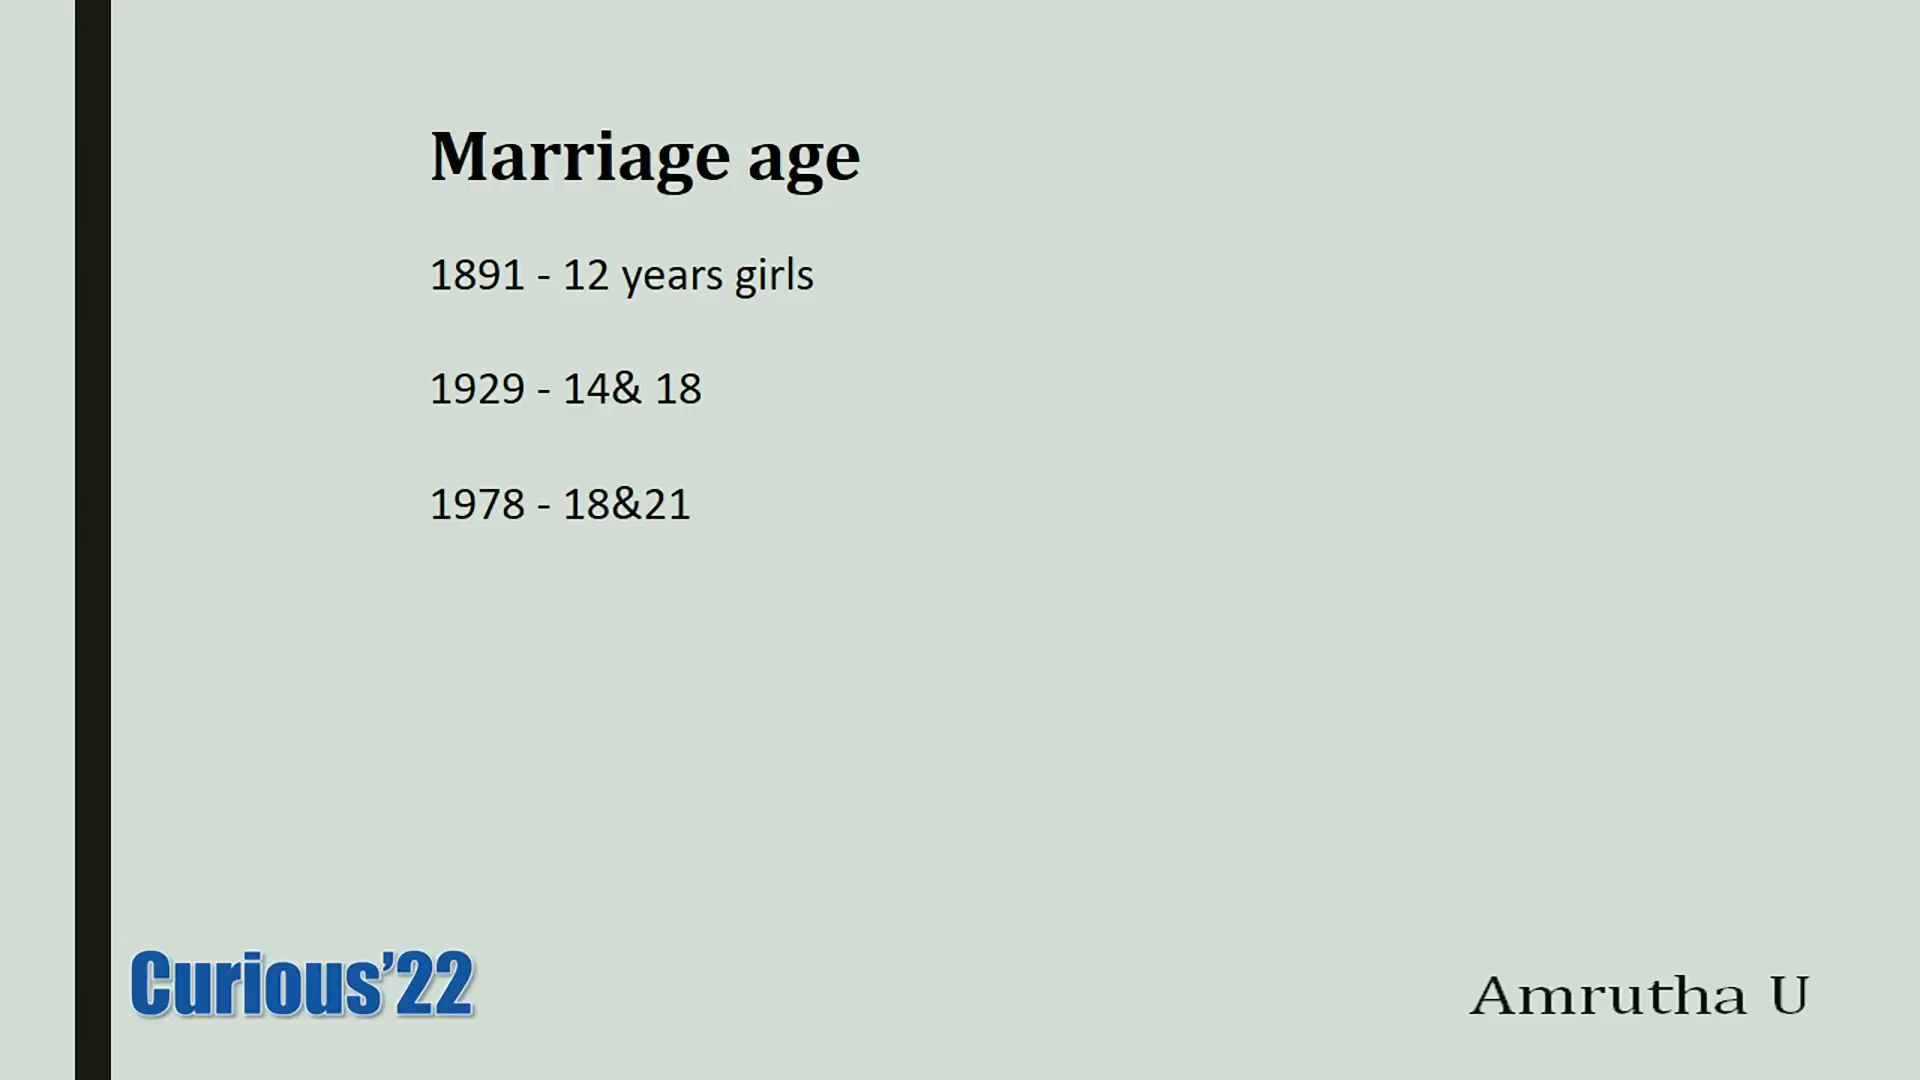 Marriage age
1891 - 12 years girls
1929 - 14& 18
1978 - 18&21
Curious’22
Amrutha U